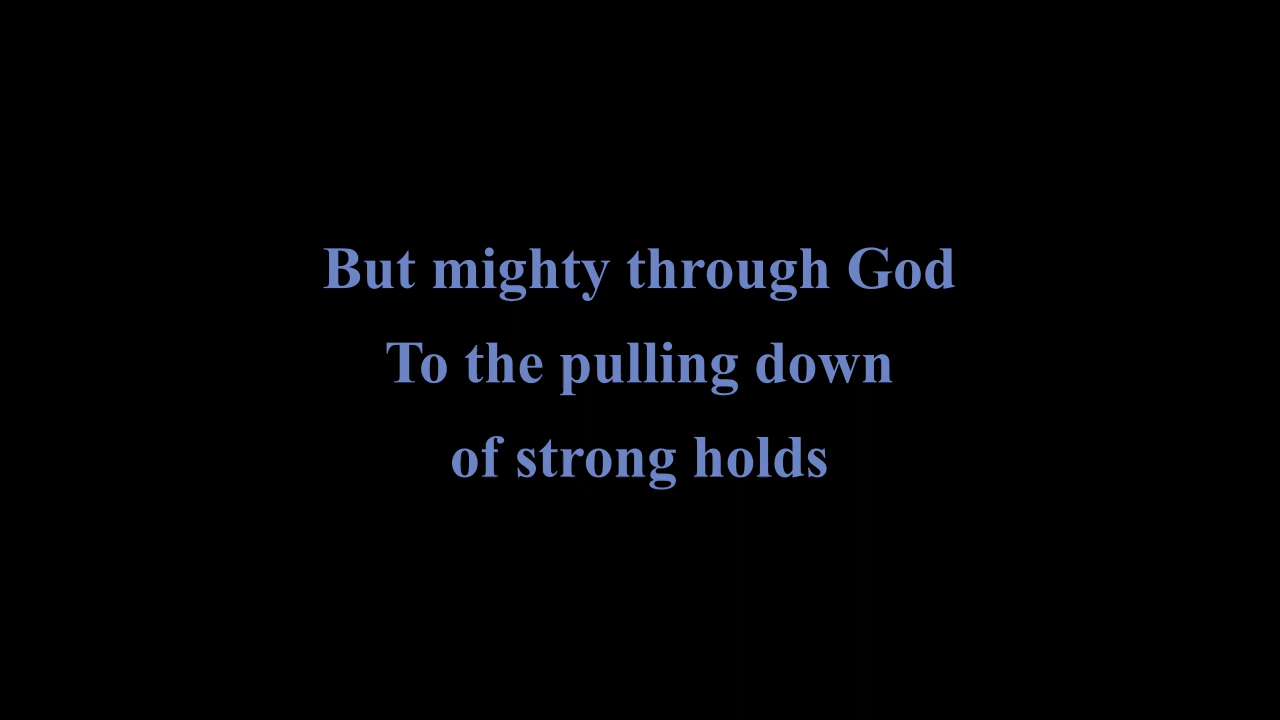 But mighty through God
To the pulling down
of strong holds